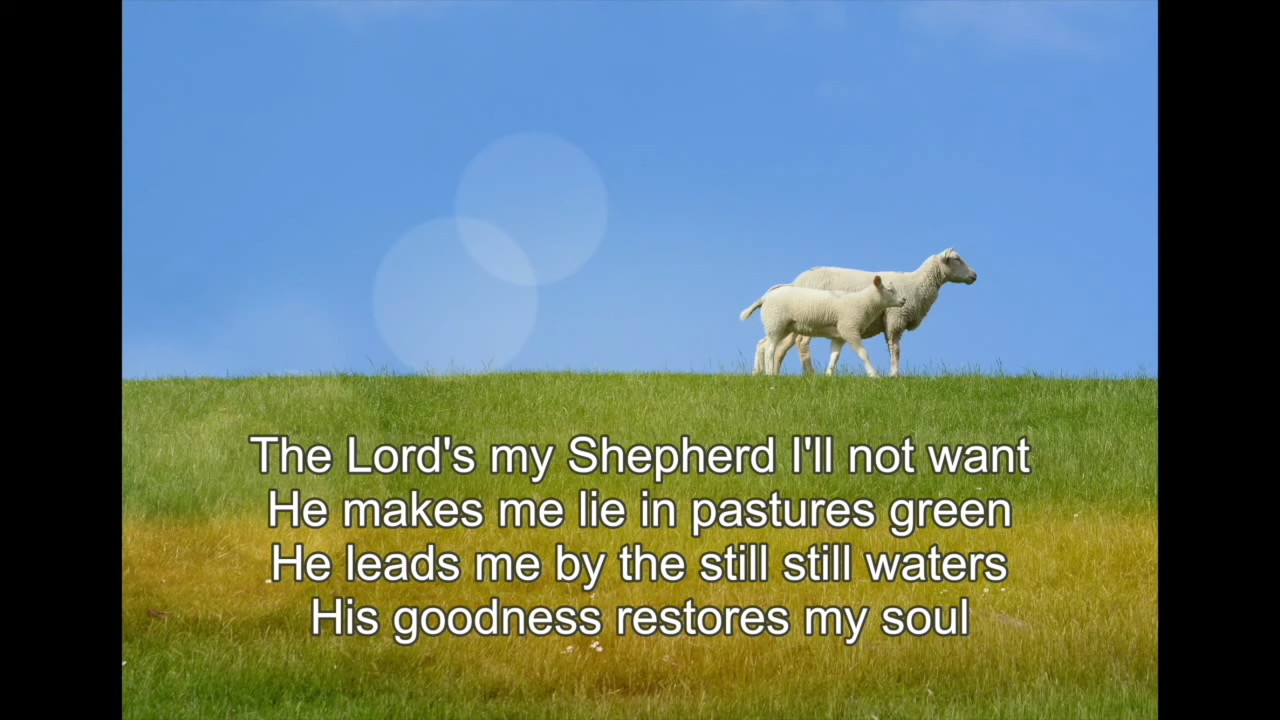 The Lord's my Shepherd I'll not want
He makes me lie in pastures green
He leads me by the still still waters
His goodness restores my soul